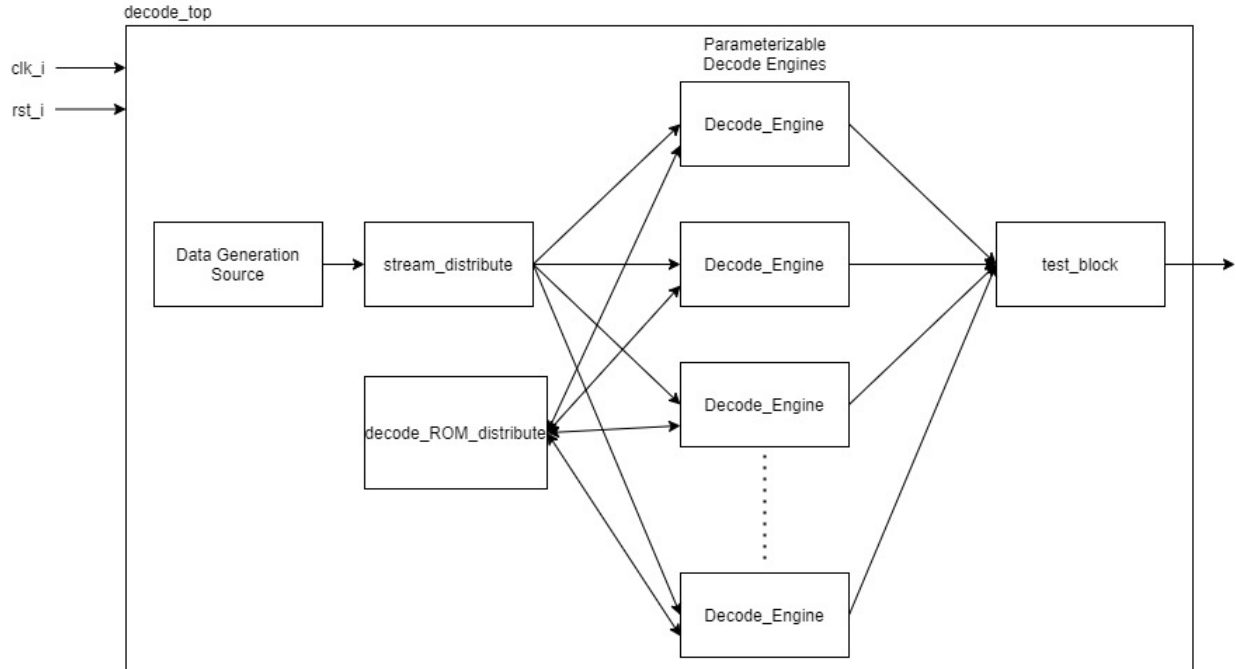 decode_top
clk_i
rst_i
Parameterizable
Decode Engines
Decode_Engine
Data Generation
Source
stream_distribute
Decode_Engine
test_block
decode_ROM_distribute
Decode_Engine
Decode_Engine